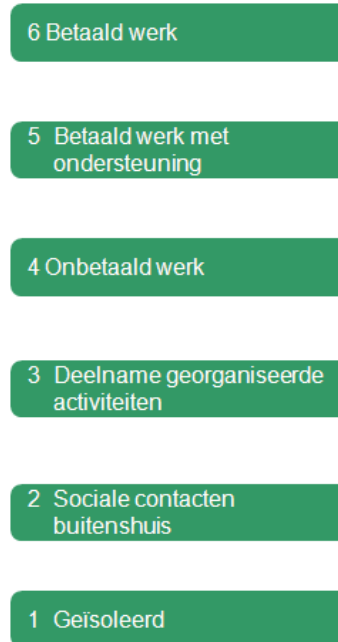 6 Betaald werk
5 Betaald werk met
ondersteuning
4 Onbetaald werk
3 Deelname georganiseerde
activiteiten
2 Sociale contacten
buitenshuis
1 Geïsoleerd